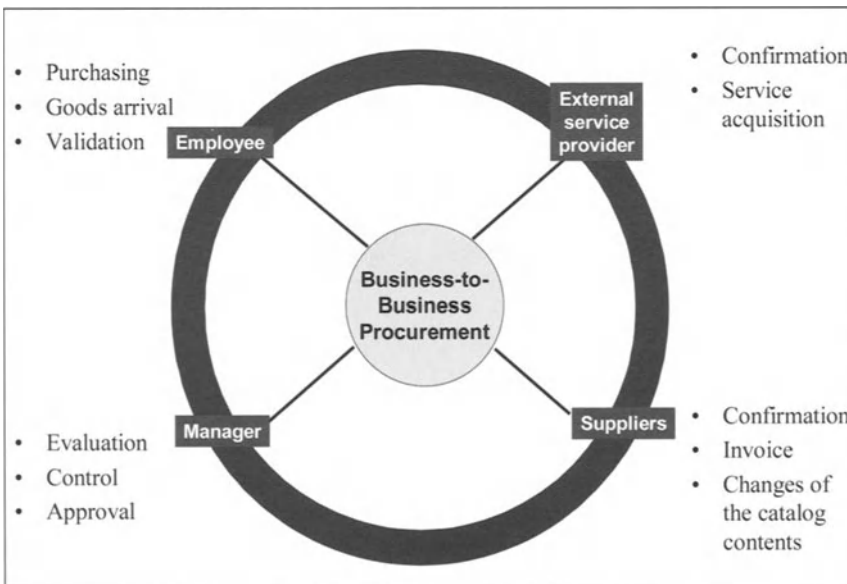 • Purchasing
• Goods arrival
• Validation
Employee
External
service
provider
• Confirmation
• Service
acquisition
Business-to-
Business
Procurement
Manager
• Evaluation
• Control
• Approval
Suppliers
• Confirmation
• Invoice
• Changes of
the catalog
contents